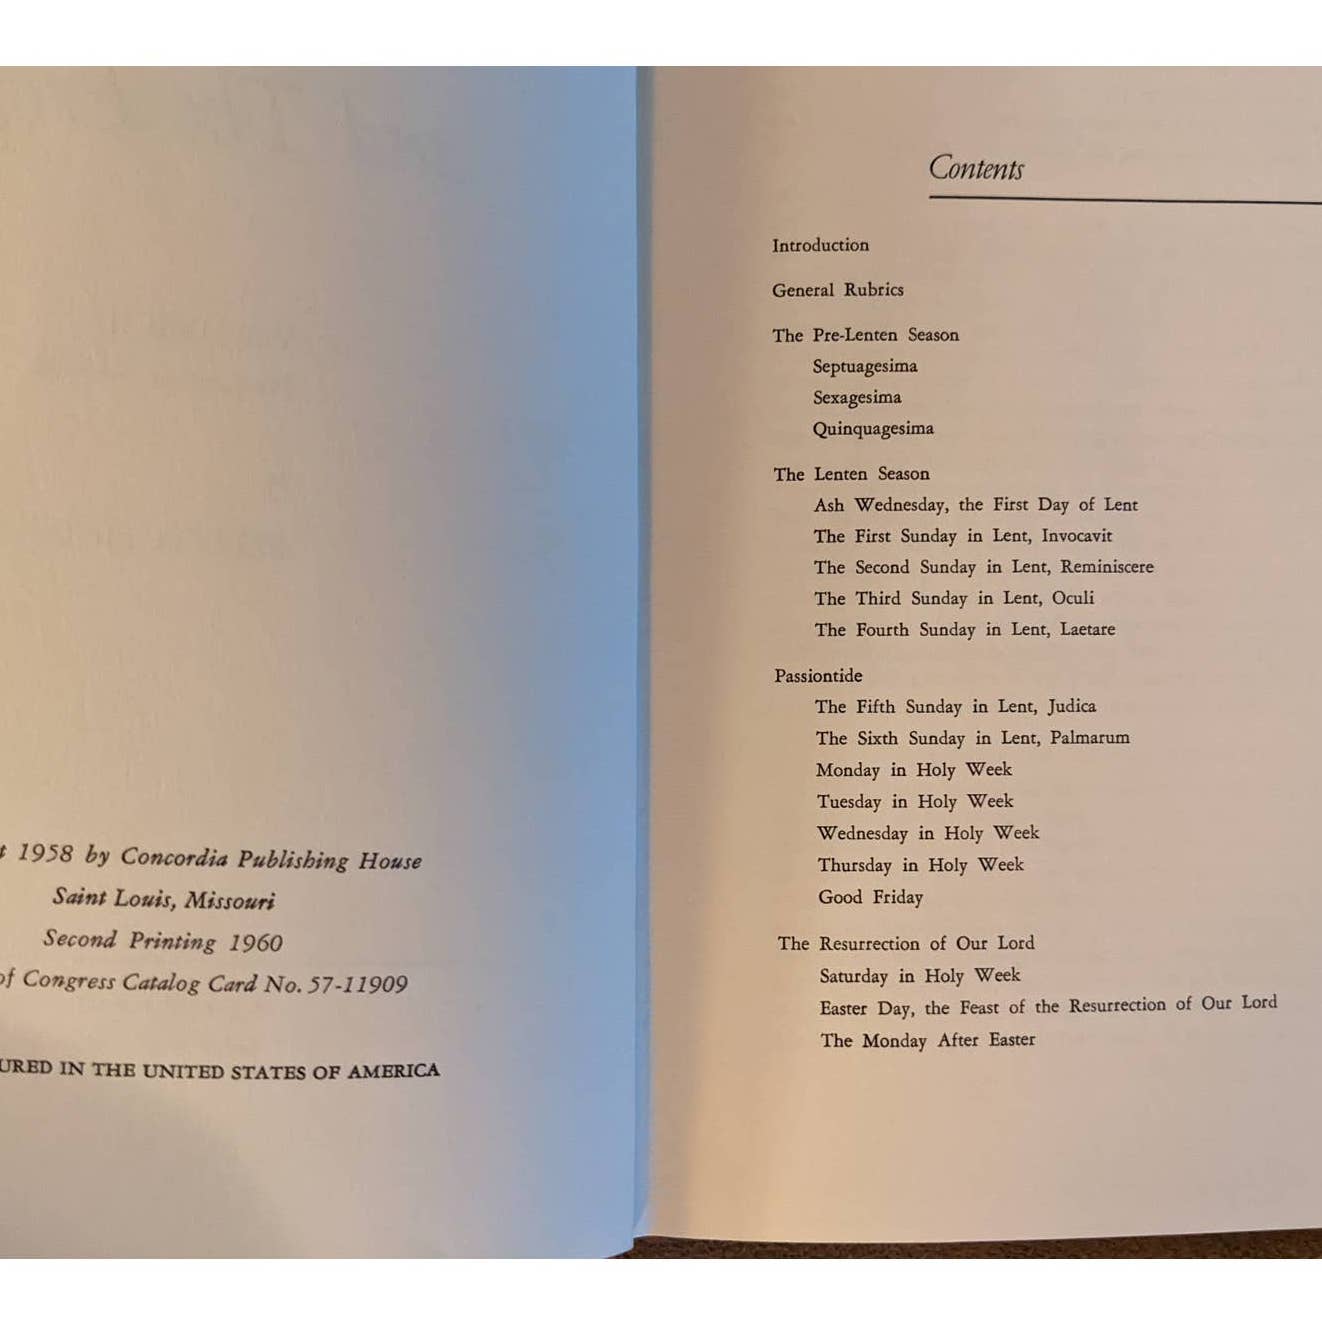 1958 by Concordia Publishing House
Saint Louis, Missouri
Second Printing 1960
of Congress Catalog Card No. 57-11909
URED IN THE UNITED STATES OF AMERICA
Contents
Introduction
General Rubrics
The Pre-Lenten Season
Septuagesima
Sexagesima
Quinquagesima
The Lenten Season
Ash Wednesday, the First Day of Lent
The First Sunday in Lent, Invocavit
The Second Sunday in Lent, Reminiscere
The Third Sunday in Lent, Oculi
The Fourth Sunday in Lent, Laetare
Passiontide
The Fifth Sunday in Lent, Judica
The Sixth Sunday in Lent, Palmarum
Monday in Holy Week
Tuesday in Holy Week
Wednesday in Holy Week
Thursday in Holy Week
Good Friday
The Resurrection of Our Lord
Saturday in Holy Week
Easter Day, the Feast of the Resurrection of Our Lord
The Monday After Easter